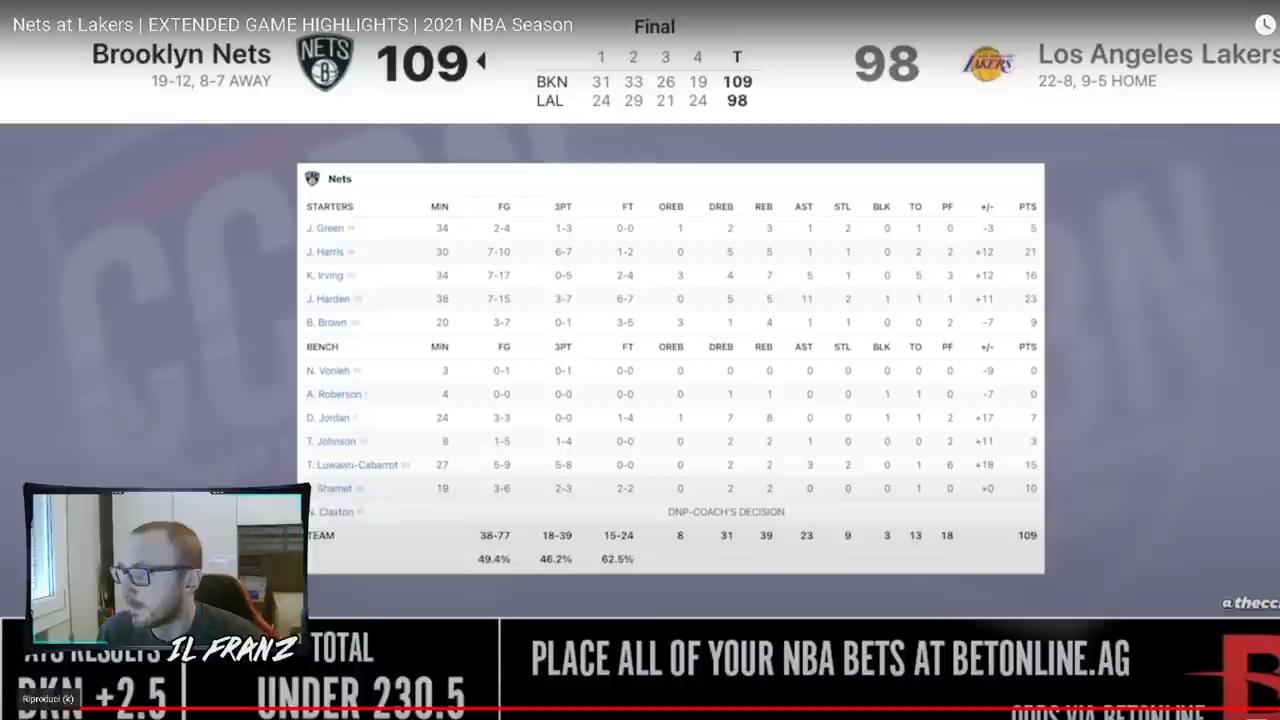 Nets at Lakers | EXTENDED GAME HIGHLIGHTS | 2021 NBA Season
Final
Brooklyn Nets
19-12, 8-7 AWAY
NETS
B
109
1 2 3 4 T
BKN 31 33 26 19 109
LAL 24 29 21 24 98
98
LAKERS
Los Angeles Lakers
22-8, 9-5 HOME
Nets
STARTERS MIN FG 3PT FT OREB DREB REB AST STL BLK TO PF +/- PTS
J. Green 34 2-4 1-3 0-0 1 2 3 1 2 0 1 0 -3 5
J. Harris 30 7-10 6-7 1-2 0 5 5 1 1 0 2 2 +12 21
K. Irving 34 7-17 0-5 2-4 3 4 7 5 1 0 5 3 +12 16
J. Harden 38 7-15 3-7 6-7 0 5 5 11 2 1 1 1 +11 23
B. Brown 20 3-7 0-1 3-5 3 1 4 1 1 0 0 2 -7 9
BENCH MIN FG 3PT FT OREB DREB REB AST STL BLK TO PF +/- PTS
N. Vonleh 3 0-1 0-1 0-0 0 0 0 0 0 0 0 0 -9 0
A. Roberson 4 0-0 0-0 0-0 0 1 1 0 0 1 1 0 -7 0
D. Jordan 24 3-3 0-0 1-4 1 7 8 0 0 1 1 2 +17 7
T. Johnson 8 1-5 1-4 0-0 0 2 2 1 0 0 0 2 +11 3
T. Luwawu-Cabarrot 27 5-9 5-8 0-0 0 2 2 3 2 0 1 6 +18 15
Shamet 19 3-6 2-3 2-2 0 2 2 0 0 0 1 0 +0 10
N. Claxton DNP-COACH'S DECISION
TEAM 38-77 18-39 15-24 8 31 39 23 9 3 13 18 109
49.4% 46.2% 62.5%
@thecc
IL FRANZ
ATS RESULTS TOTAL
BKN +2.5 UNDER 230.5
PLACE ALL OF YOUR NBA BETS AT BETONLINE.AG
ODDS VIA BETONLINE
Riproduci (k)